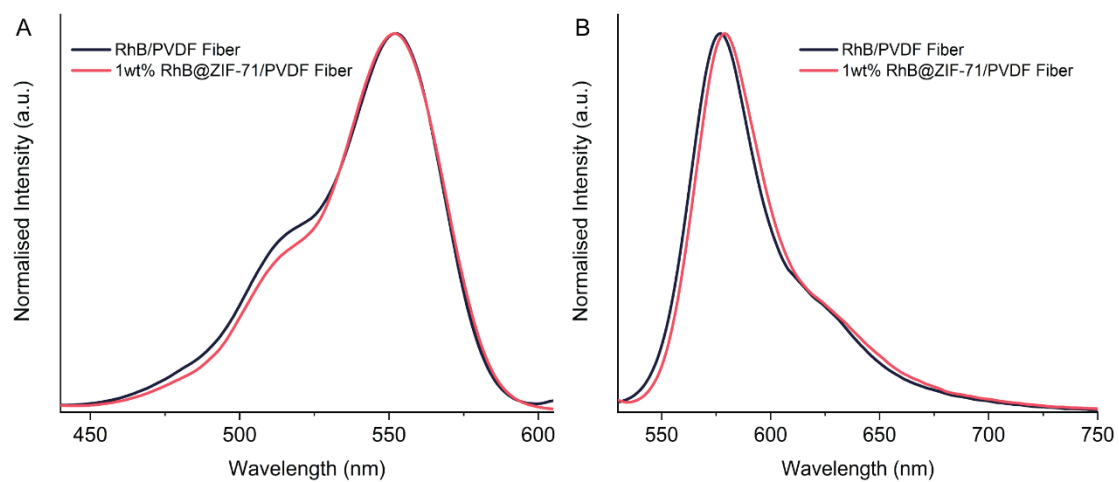 A
RhB/PVDF Fiber
1wt% RhB@ZIF-71/PVDF Fiber
Normalised Intensity (a.u.)
450 500 550 600
Wavelength (nm)
B
RhB/PVDF Fiber
1wt% RhB@ZIF-71/PVDF Fiber
Normalised Intensity (a.u.)
550 600 650 700 750
Wavelength (nm)